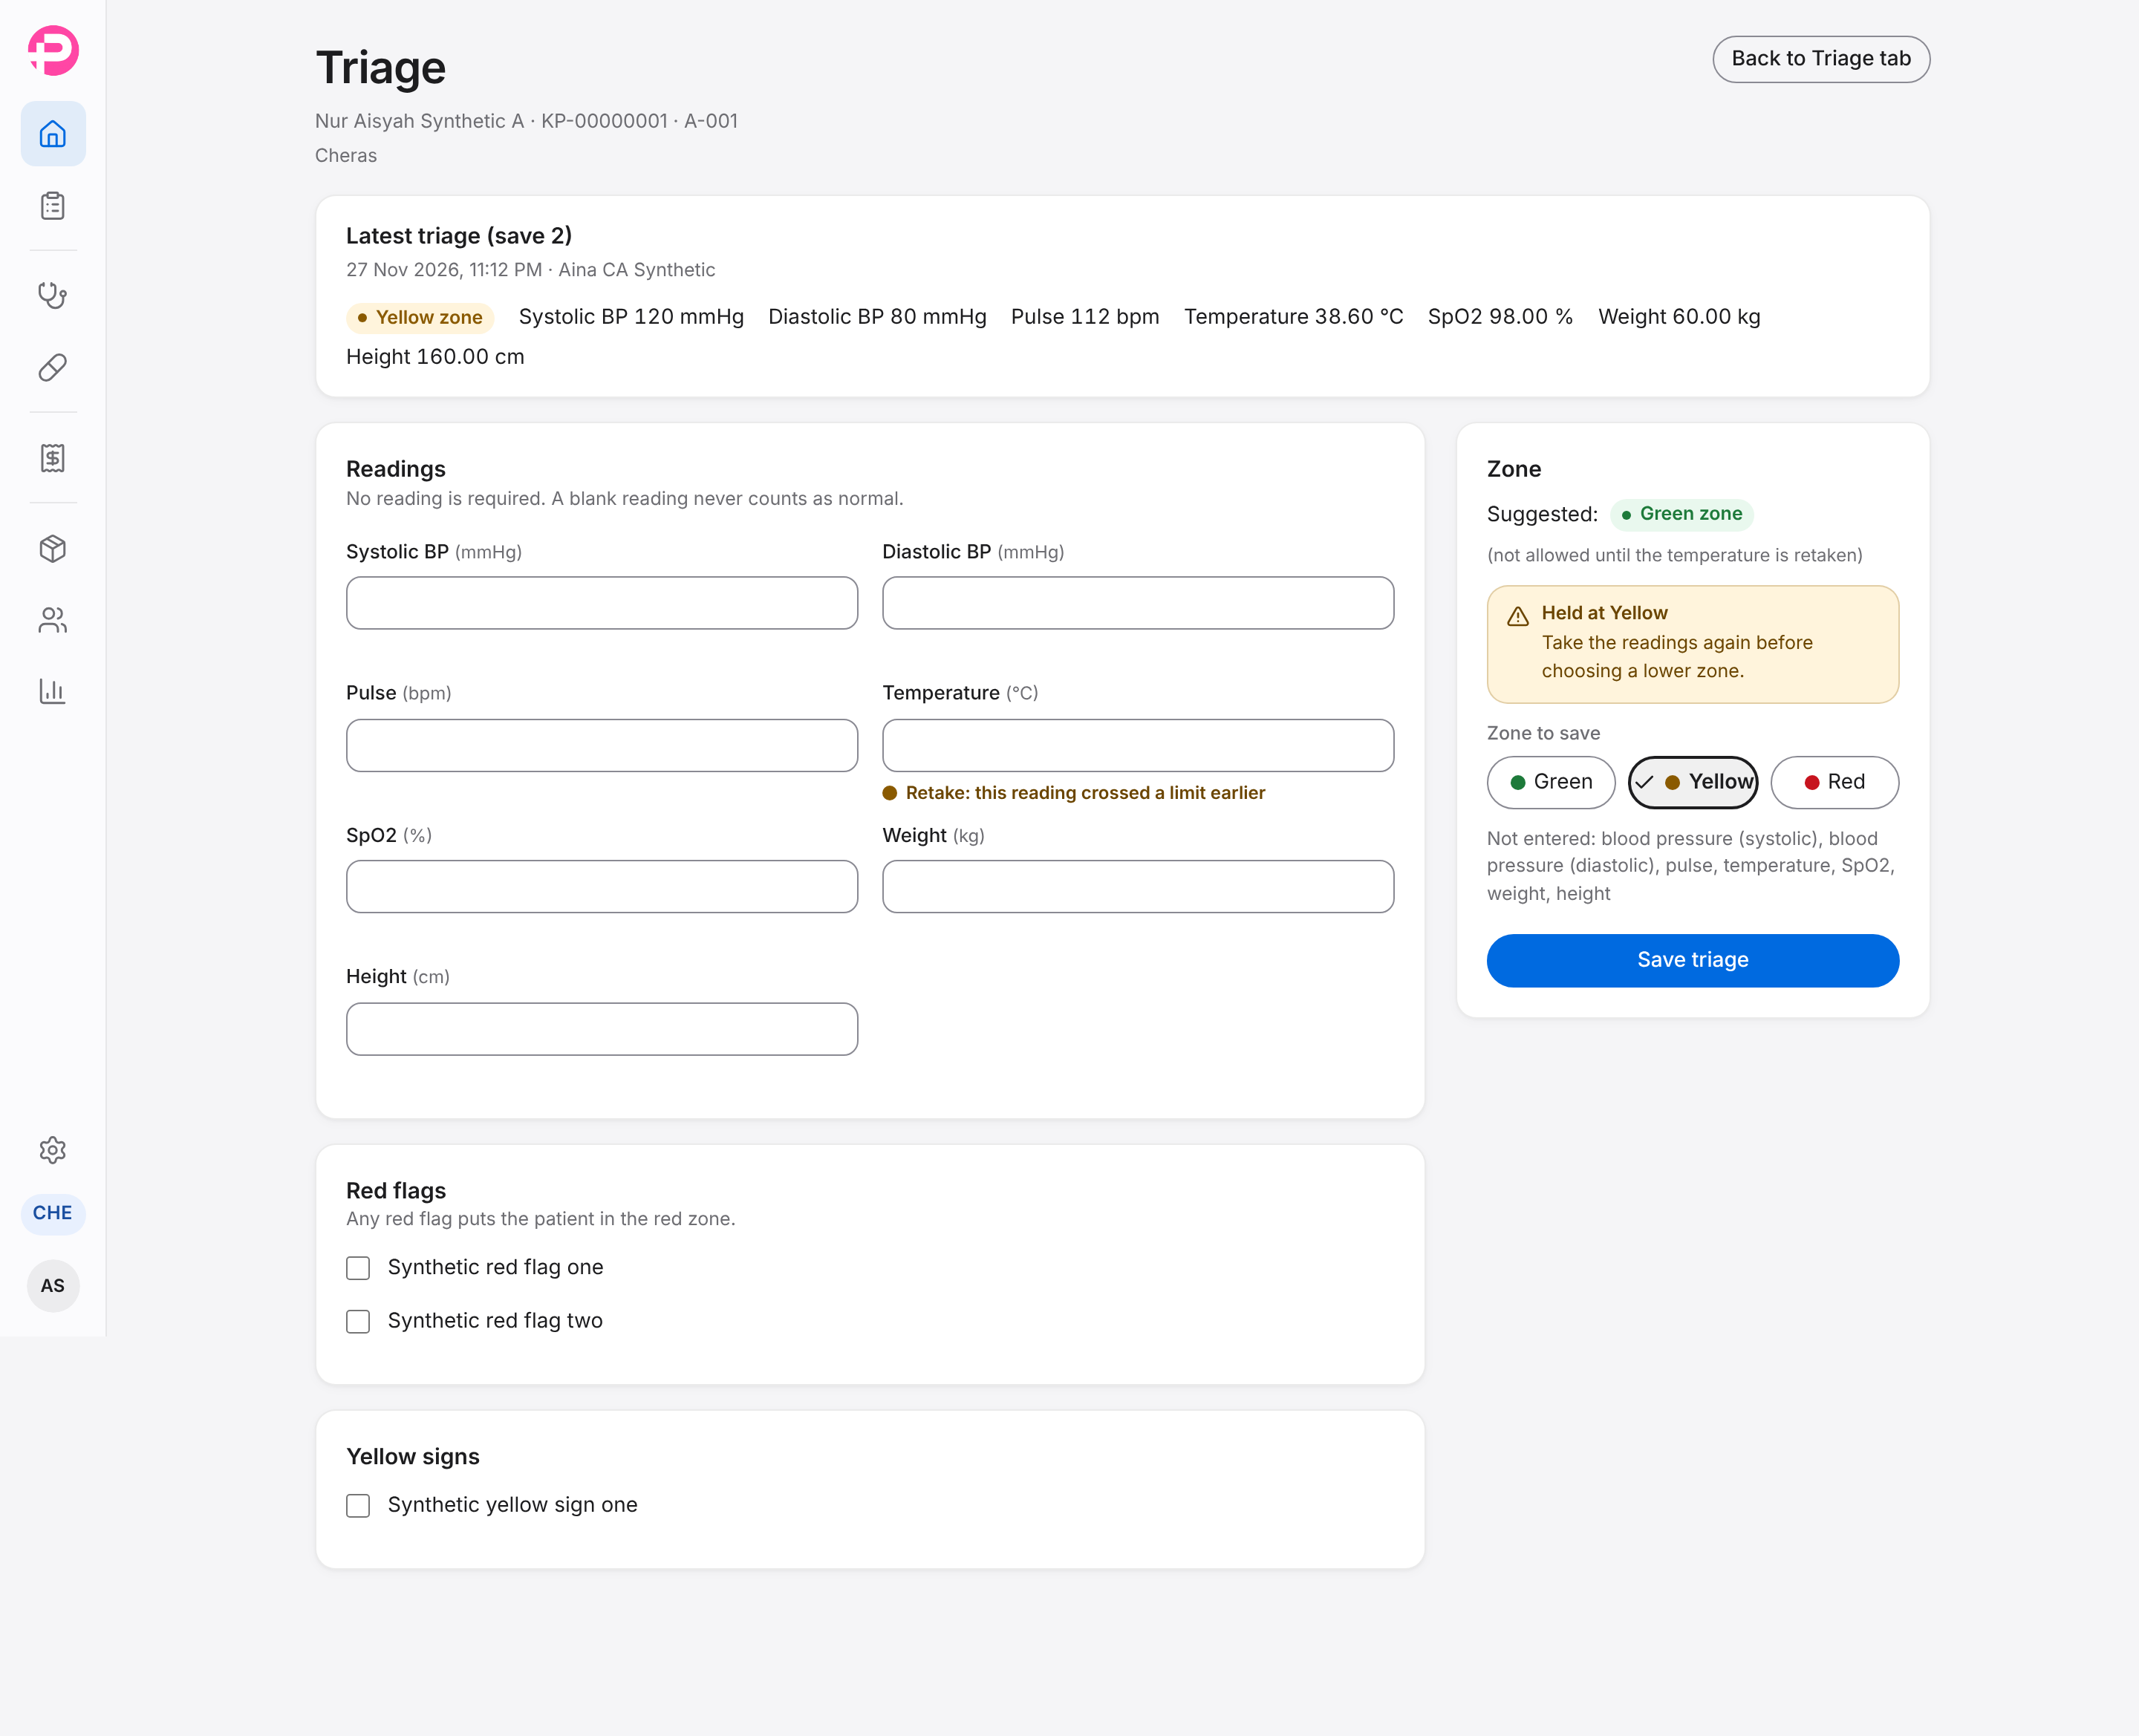 Triage
Back to Triage tab
Nur Aisyah Synthetic A · KP-00000001 · A-001
Cheras
Latest triage (save 2)
27 Nov 2026, 11:12 PM · Aina CA Synthetic
Yellow zone Systolic BP 120 mmHg Diastolic BP 80 mmHg Pulse 112 bpm Temperature 38.60 °C SpO2 98.00 % Weight 60.00 kg
Height 160.00 cm
Readings
No reading is required. A blank reading never counts as normal.
Systolic BP (mmHg)
Diastolic BP (mmHg)
Pulse (bpm)
Temperature (°C)
Retake: this reading crossed a limit earlier
SpO2 (%)
Weight (kg)
Height (cm)
Zone
Suggested: Green zone
(not allowed until the temperature is retaken)
Held at Yellow
Take the readings again before
choosing a lower zone.
Zone to save
Green Yellow Red
Not entered: blood pressure (systolic), blood
pressure (diastolic), pulse, temperature, SpO2,
weight, height
Save triage
Red flags
Any red flag puts the patient in the red zone.
Synthetic red flag one
Synthetic red flag two
Yellow signs
Synthetic yellow sign one
CHE
AS